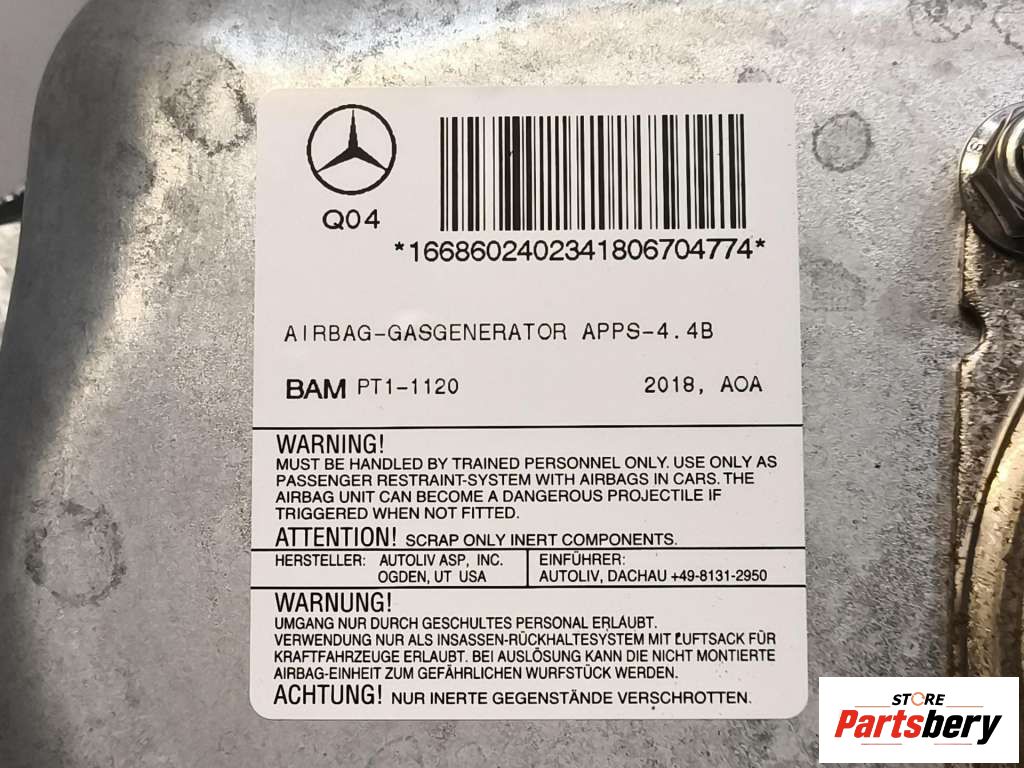 Q04
*1668602402341806704774*
AIRBAG-GASGENERATOR APPS-4.4B
BAM PT1-1120 2018, AOA
WARNING!
MUST BE HANDLED BY TRAINED PERSONNEL ONLY. USE ONLY AS
PASSENGER RESTRAINT-SYSTEM WITH AIRBAGS IN CARS. THE
AIRBAG UNIT CAN BECOME A DANGEROUS PROJECTILE IF
TRIGGERED WHEN NOT FITTED.
ATTENTION! SCRAP ONLY INERT COMPONENTS.
HERSTELLER: AUTOLIV ASP, INC.
OGDEN, UT USA
EINFÜHRER:
AUTOLIV, DACHAU +49-8131-2950
WARNUNG!
UMGANG NUR DURCH GESCHULTES PERSONAL ERLAUBT.
VERWENDUNG NUR ALS INSASSEN-RÜCKHALTESYSTEM MIT LUFTSACK FÜR
KRAFTFAHRZEUGE ERLAUBT. BEI AUSLÖSUNG KANN DIE NICHT MONTIERTE
AIRBAG-EINHEIT ZUM GEFÄHRLICHEN WURFSTÜCK WERDEN.
ACHTUNG! NUR INERTE GEGENSTÄNDE VERSCHROTTEN.
STORE
Partsbery